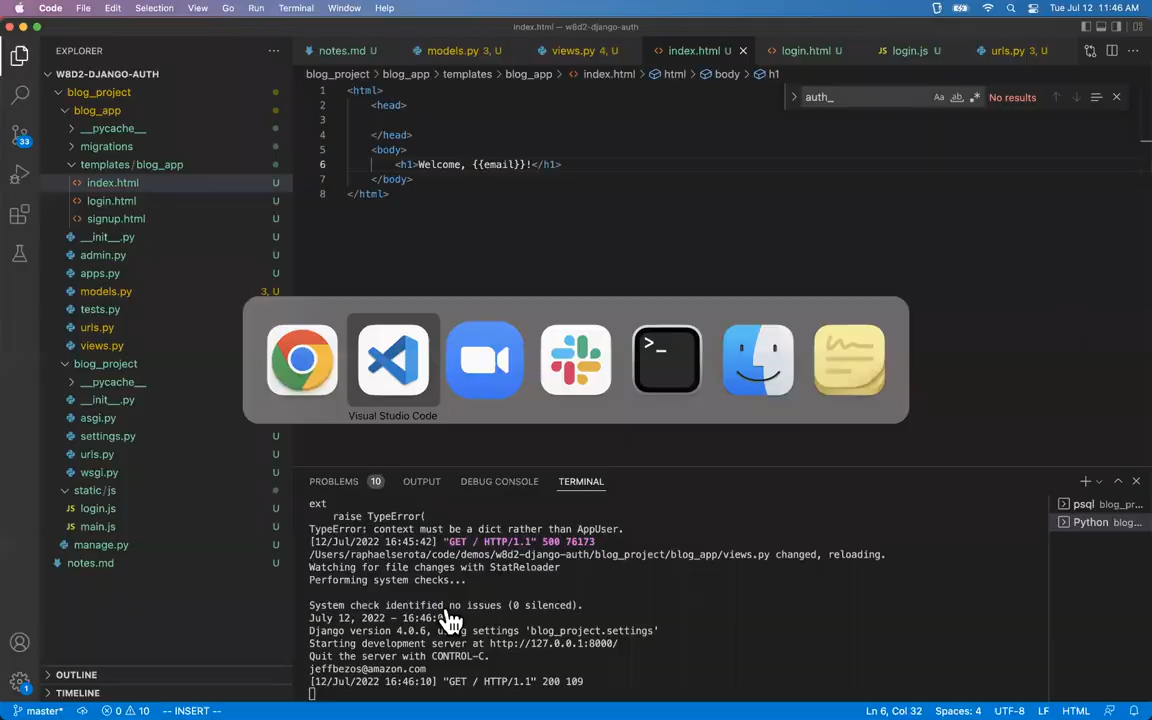 Code File Edit Selection View Go Run Terminal Window Help Tue Jul 12 11:46 AM
index.html — w8d2-django-auth
EXPLORER
notes.md U
models.py 3, U
views.py 4, U
index.html U
login.html U
login.js U
urls.py 3, U
W8D2-DJANGO-AUTH
blog_project > blog_app > templates > blog_app > index.html > html > body > h1
auth_
Aa ab No results
blog_project
blog_app
__pycache__
migrations
templates/blog_app
index.html U
login.html U
signup.html U
__init__.py U
admin.py U
apps.py U
models.py 3, U
tests.py U
urls.py
views.py
blog_project
__pycache__
__init__.py
asgi.py
settings.py U
urls.py U
wsgi.py U
static/js
login.js U
main.js U
manage.py U
notes.md U
OUTLINE
TIMELINE
1 <html>
2 <head>
3
4 </head>
5 <body>
6 <h1>Welcome, {{email}}!</h1>
7 </body>
8 </html>
Visual Studio Code
PROBLEMS 10 OUTPUT DEBUG CONSOLE TERMINAL
ext
raise TypeError(
TypeError: context must be a dict rather than AppUser.
[12/Jul/2022 16:45:42] "GET / HTTP/1.1" 500 76173
/Users/raphaelserota/code/demos/w8d2-django-auth/blog_project/blog_app/views.py changed, reloading.
Watching for file changes with StatReloader
Performing system checks...
System check identified no issues (0 silenced).
July 12, 2022 - 16:46:
Django version 4.0.6, using settings 'blog_project.settings'
Starting development server at http://127.0.0.1:8000/
Quit the server with CONTROL-C.
jeffbezos@amazon.com
[12/Jul/2022 16:46:10] "GET / HTTP/1.1" 200 109
psql blog_pr...
Python blog...
33
1
master* 0 10 -- INSERT -- Ln 6, Col 32 Spaces: 4 UTF-8 LF HTML